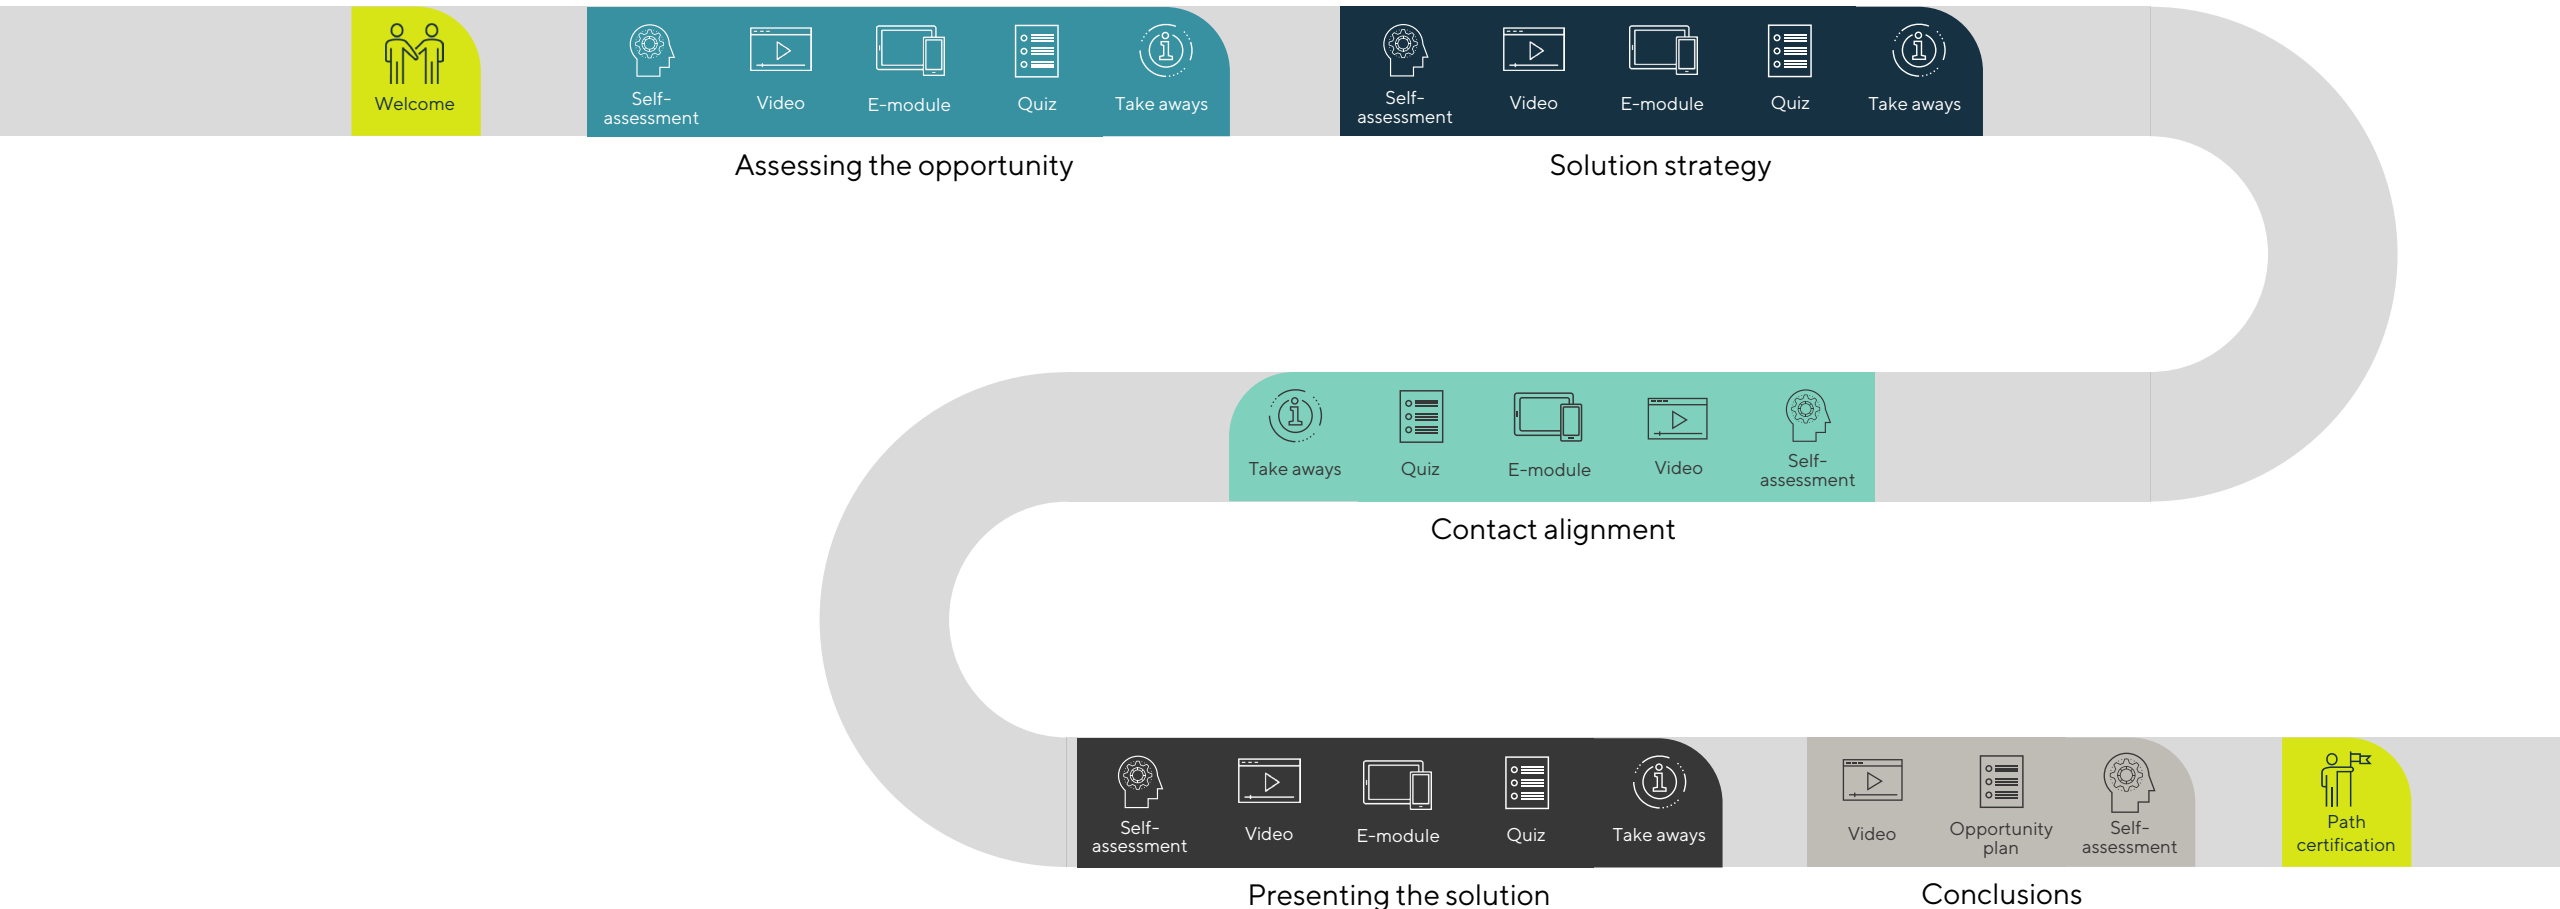 Welcome
Self-
assessment
Video
E-module
Quiz
Take aways
Assessing the opportunity
Self-
assessment
Video
E-module
Quiz
Take aways
Solution strategy
Take aways
Quiz
E-module
Video
Self-
assessment
Contact alignment
Self-
assessment
Video
E-module
Quiz
Take aways
Presenting the solution
Video
Opportunity
plan
Self-
assessment
Conclusions
Path
certification